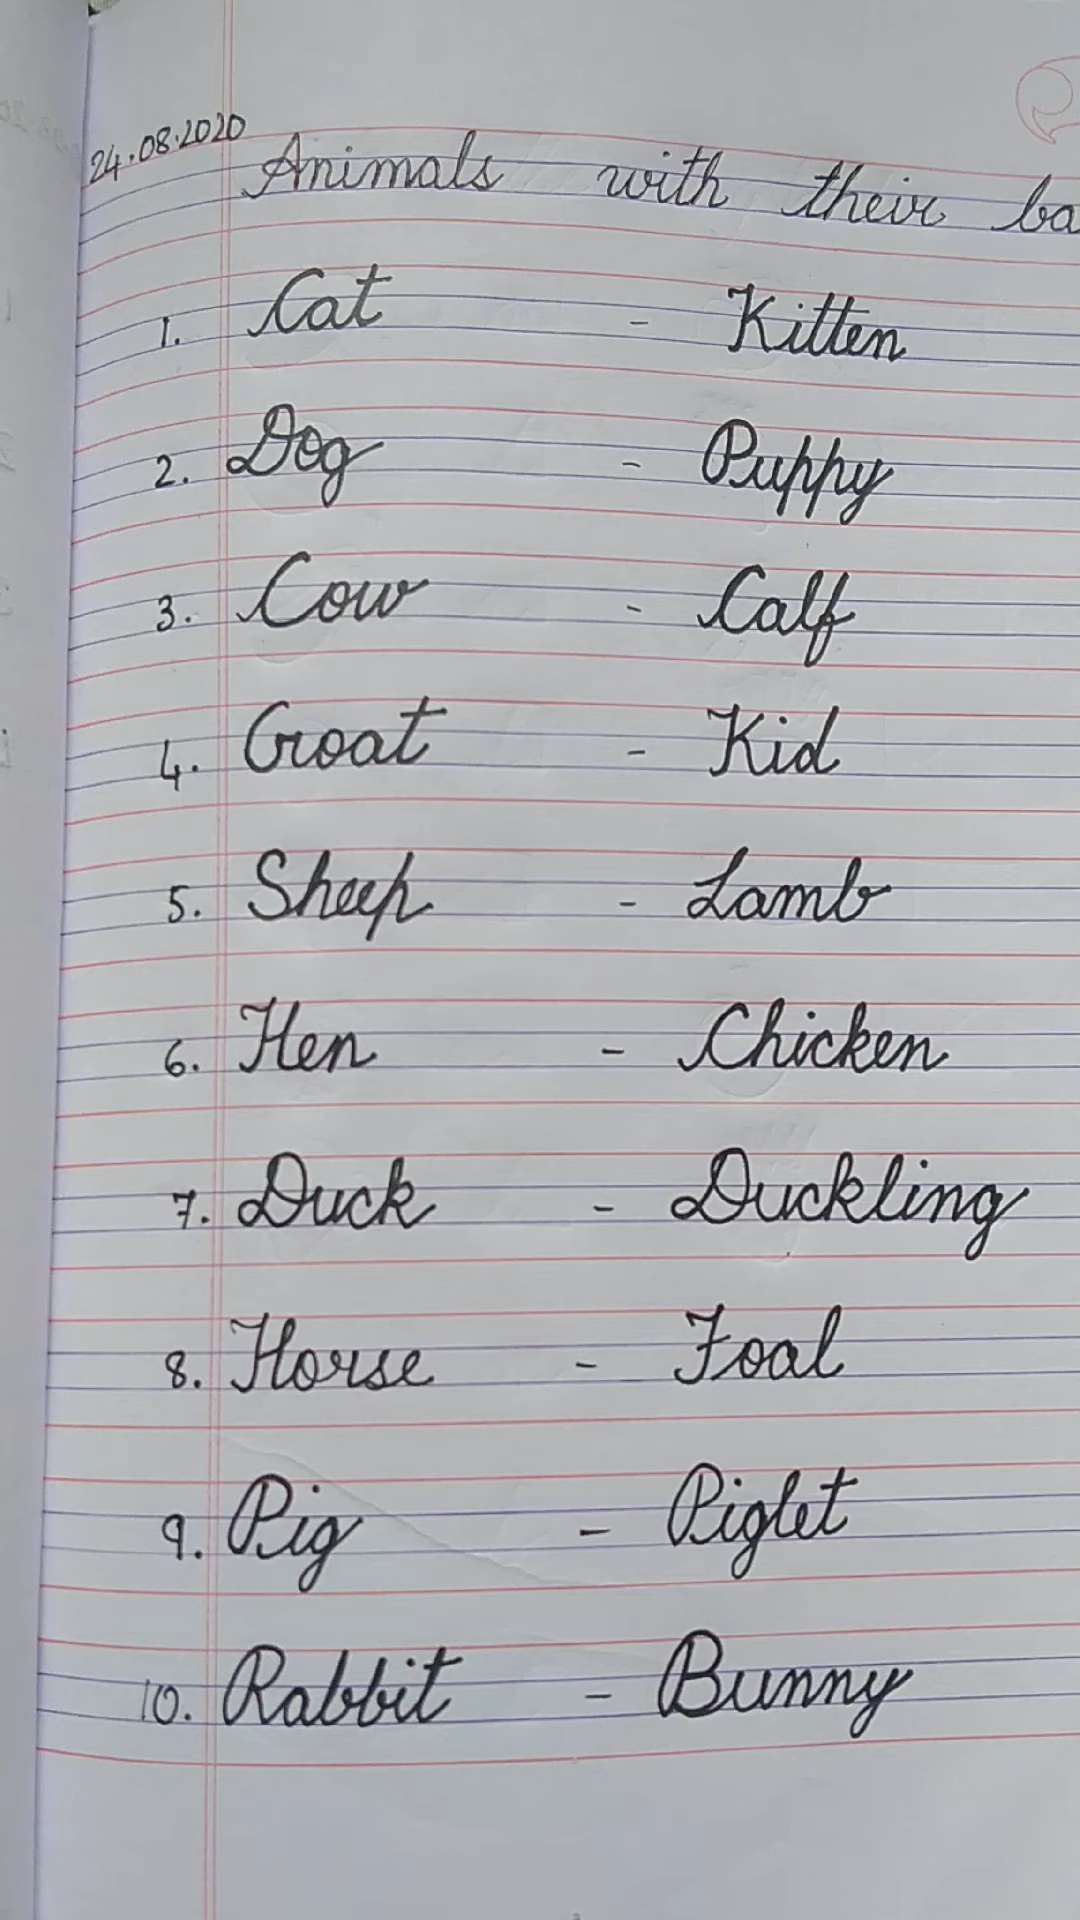 24.08.2020
Animals with their ba
1. Cat - Kitten
2. Dog - Puppy
3. Cow - Calf
4. Goat - Kid
5. Sheep - Lamb
6. Hen - Chicken
7. Duck - Duckling
8. Horse - Foal
9. Pig - Piglet
10. Rabbit - Bunny